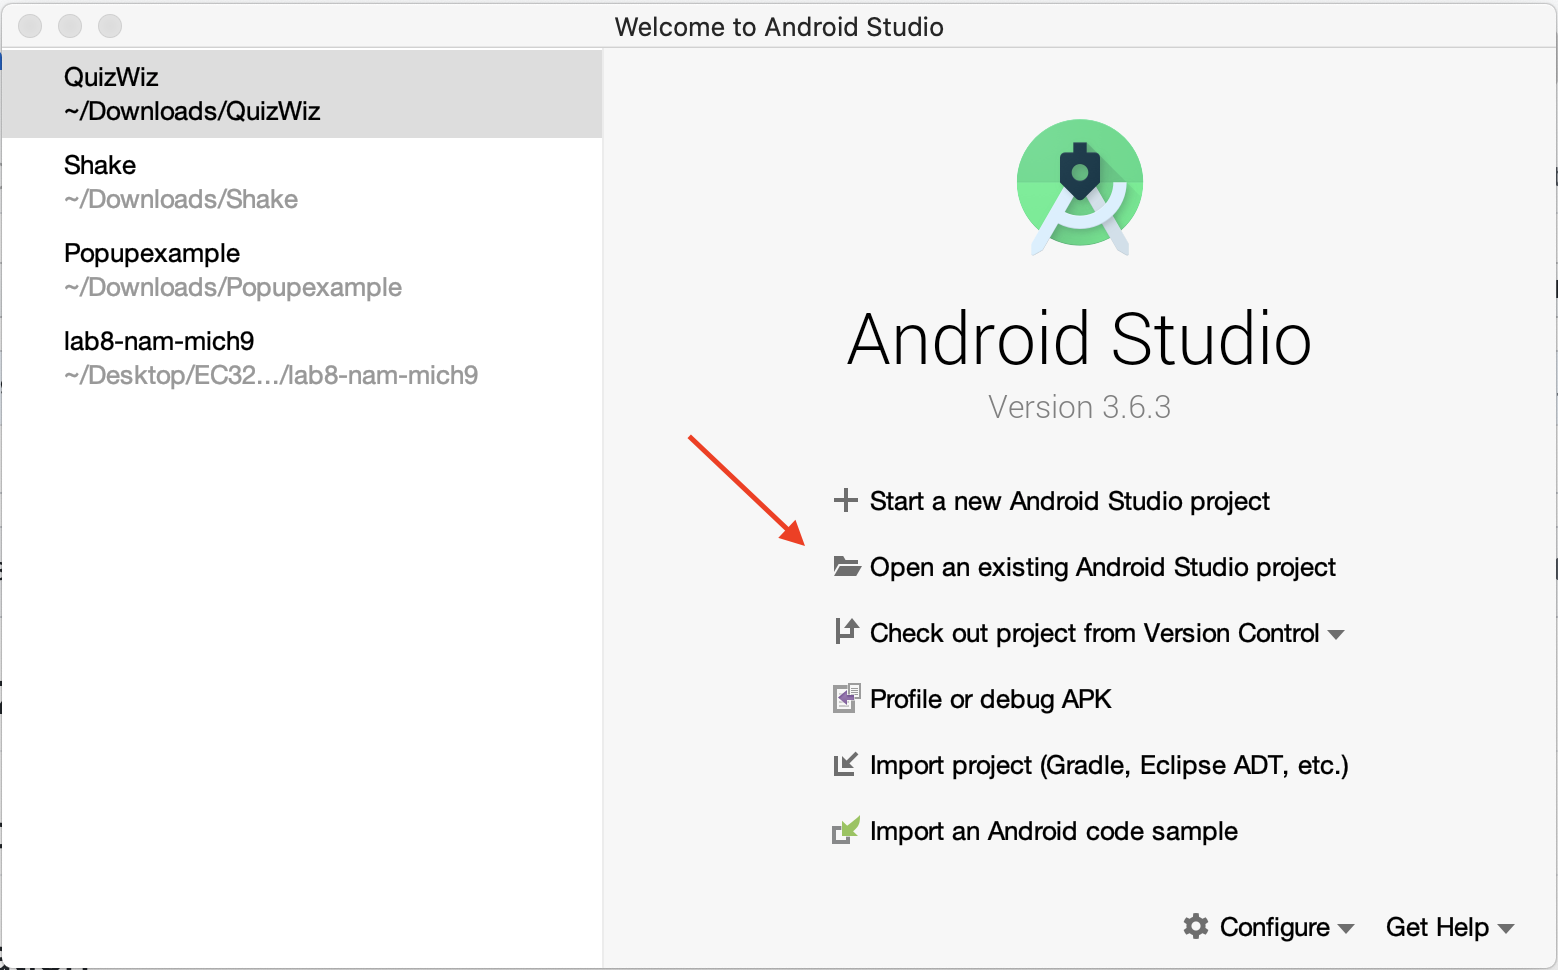 Welcome to Android Studio
QuizWiz
~/Downloads/QuizWiz
Shake
~/Downloads/Shake
Popupexample
~/Downloads/Popupexample
lab8-nam-mich9
~/Desktop/EC32.../lab8-nam-mich9
Android Studio
Version 3.6.3
Start a new Android Studio project
Open an existing Android Studio project
Check out project from Version Control
Profile or debug APK
Import project (Gradle, Eclipse ADT, etc.)
Import an Android code sample
Configure
Get Help